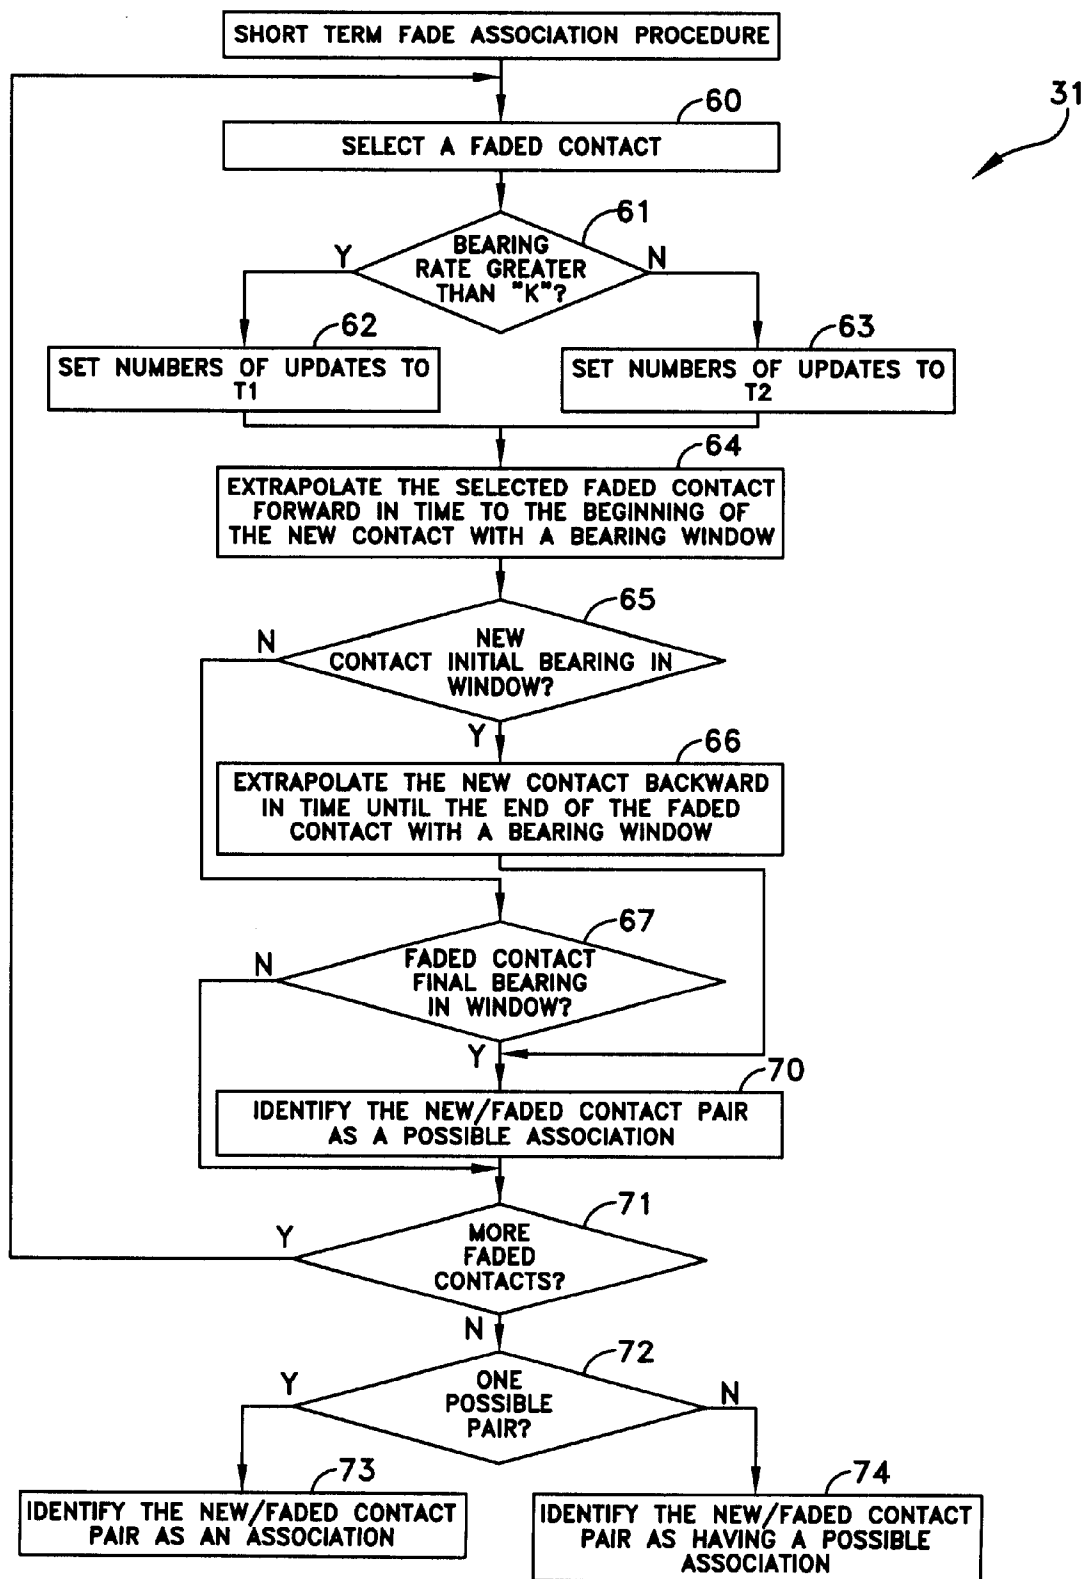 SHORT TERM FADE ASSOCIATION PROCEDURE
31
60
SELECT A FADED CONTACT
61
BEARING
RATE GREATER
THAN "K"?
Y
N
62
SET NUMBERS OF UPDATES TO
T1
63
SET NUMBERS OF UPDATES TO
T2
64
EXTRAPOLATE THE SELECTED FADED CONTACT
FORWARD IN TIME TO THE BEGINNING OF
THE NEW CONTACT WITH A BEARING WINDOW
65
NEW
CONTACT INITIAL BEARING IN
WINDOW?
N
Y
66
EXTRAPOLATE THE NEW CONTACT BACKWARD
IN TIME UNTIL THE END OF THE FADED
CONTACT WITH A BEARING WINDOW
67
FADED CONTACT
FINAL BEARING
IN WINDOW?
N
Y
70
IDENTIFY THE NEW/FADED CONTACT PAIR
AS A POSSIBLE ASSOCIATION
71
MORE
FADED
CONTACTS?
Y
N
72
ONE
POSSIBLE
PAIR?
Y
N
73
IDENTIFY THE NEW/FADED CONTACT
PAIR AS AN ASSOCIATION
74
IDENTIFY THE NEW/FADED CONTACT
PAIR AS HAVING A POSSIBLE
ASSOCIATION